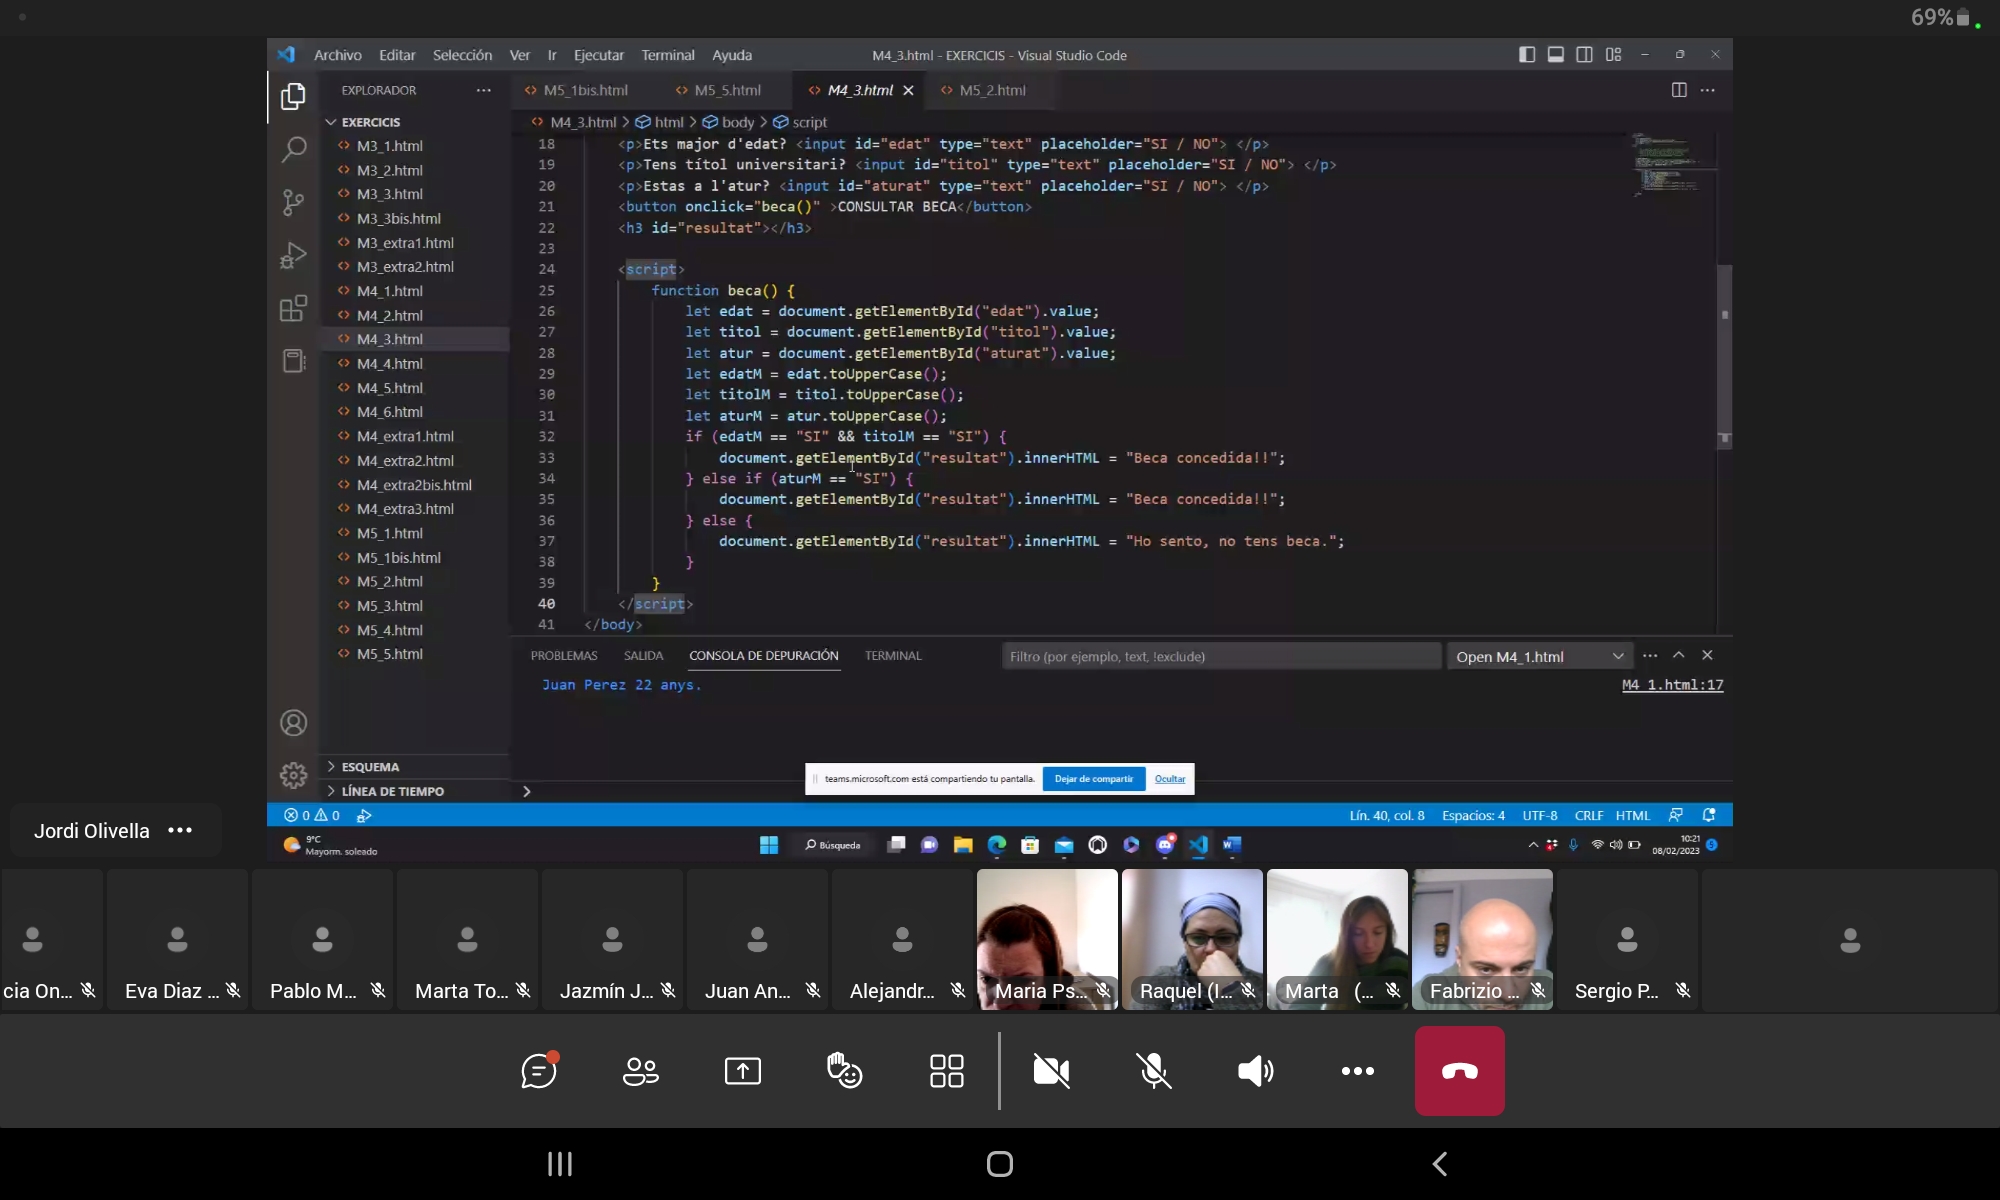 69%
Archivo Editar Selección Ver Ir Ejecutar Terminal Ayuda
M4_3.html - EXERCICIS - Visual Studio Code
EXPLORADOR
M5_1bis.html M5_5.html M4_3.html M5_2.html
EXERCICIS
M4_3.html > html > body > script
M3_1.html
M3_2.html
M3_3.html
M3_3bis.html
M3_extra1.html
M3_extra2.html
M4_1.html
M4_2.html
M4_3.html
M4_4.html
M4_5.html
M4_6.html
M4_extra1.html
M4_extra2.html
M4_extra2bis.html
M4_extra3.html
M5_1.html
M5_1bis.html
M5_2.html
M5_3.html
M5_4.html
M5_5.html
ESQUEMA
LÍNEA DE TIEMPO
18 <p>Ets major d'edat? <input id="edat" type="text" placeholder="SI / NO"> </p>
19 <p>Tens títol universitari? <input id="titol" type="text" placeholder="SI / NO"> </p>
20 <p>Estas a l'atur? <input id="aturat" type="text" placeholder="SI / NO"> </p>
21 <button onclick="beca()" >CONSULTAR BECA</button>
22 <h3 id="resultat"></h3>
23
24 <script>
25 function beca() {
26 let edat = document.getElementById("edat").value;
27 let titol = document.getElementById("titol").value;
28 let atur = document.getElementById("aturat").value;
29 let edatM = edat.toUpperCase();
30 let titolM = titol.toUpperCase();
31 let aturM = atur.toUpperCase();
32 if (edatM == "SI" && titolM == "SI") {
33 document.getElementById("resultat").innerHTML = "Beca concedida!!";
34 } else if (aturM == "SI") {
35 document.getElementById("resultat").innerHTML = "Beca concedida!!";
36 } else {
37 document.getElementById("resultat").innerHTML = "Ho sento, no tens beca.";
38 }
39 }
40 </script>
41 </body>
PROBLEMAS SALIDA CONSOLA DE DEPURACIÓN TERMINAL
Filtro (por ejemplo, text, !exclude)
Open M4_1.html
Juan Perez 22 anys.
M4_1.html:17
teams.microsoft.com está compartiendo tu pantalla. Dejar de compartir Ocultar
0 0
Lín. 40, col. 8 Espacios: 4 UTF-8 CRLF HTML
9°C
Mayorm. soleado
Búsqueda
10:21
08/02/2023
Jordi Olivella
cia On... Eva Diaz ... Pablo M... Marta To... Jazmín J... Juan An... Alejandr... Maria Ps... Raquel (I... Marta (... Fabrizio ... Sergio P...